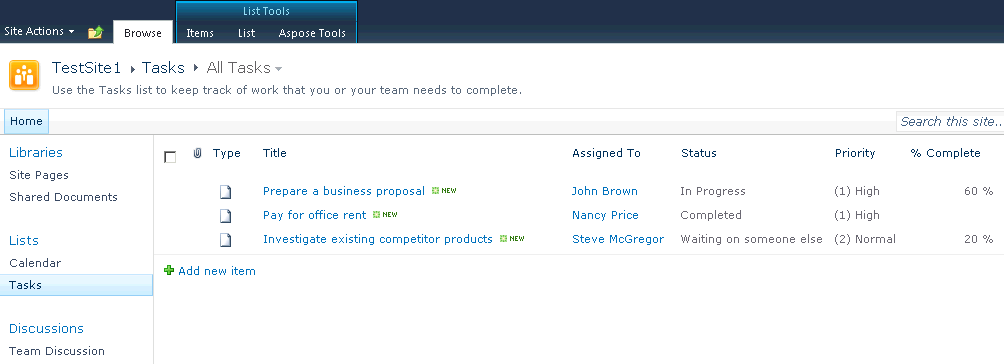 List Tools
Site Actions Browse Items List Aspose Tools
TestSite1 Tasks All Tasks
Use the Tasks list to keep track of work that you or your team needs to complete.
Home Search this site..
Libraries
Site Pages
Shared Documents
Lists
Calendar
Tasks
Discussions
Team Discussion
Type Title Assigned To Status Priority % Complete
Prepare a business proposal NEW John Brown In Progress (1) High 60 %
Pay for office rent NEW Nancy Price Completed (1) High
Investigate existing competitor products NEW Steve McGregor Waiting on someone else (2) Normal 20 %
Add new item